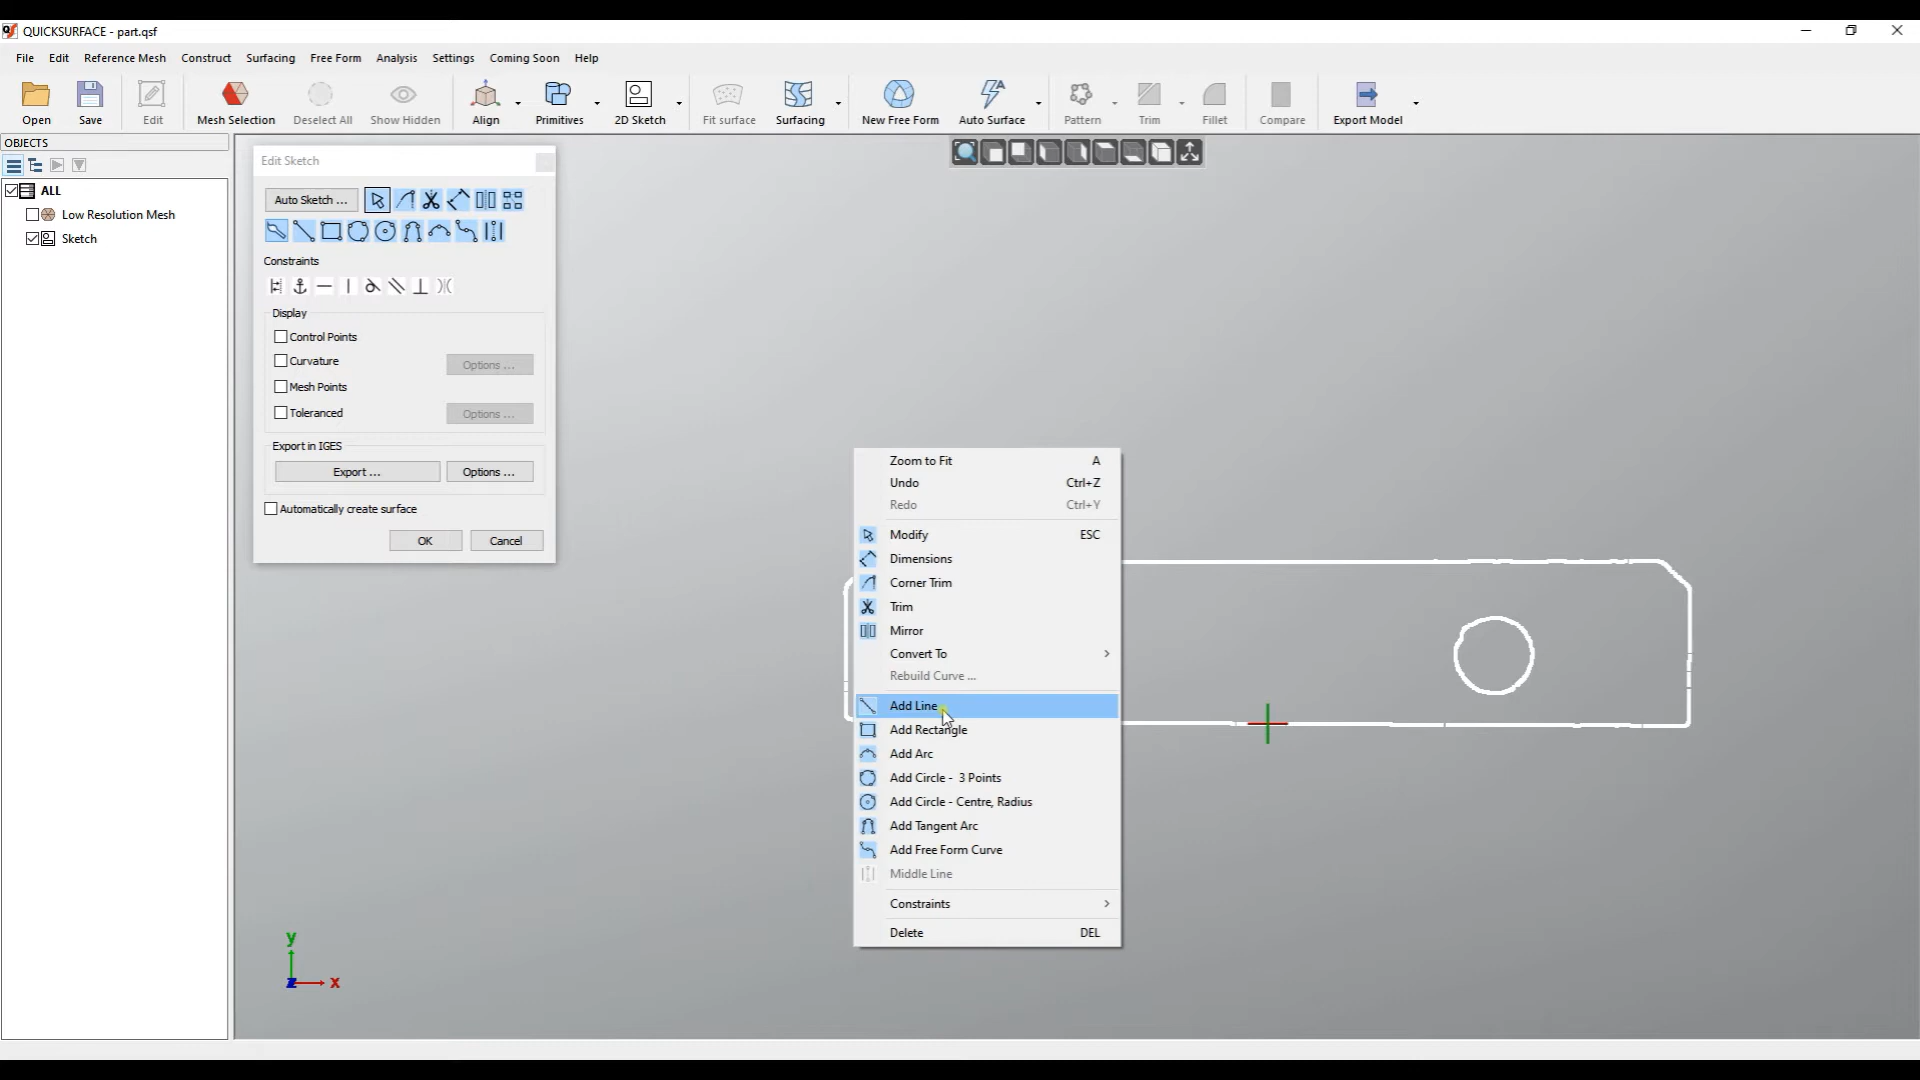 QUICKSURFACE - part.qsf
File Edit Reference Mesh Construct Surfacing Free Form Analysis Settings Coming Soon Help
Open Save Edit Mesh Selection Deselect All Show Hidden Align Primitives 2D Sketch Fit surface Surfacing New Free Form Auto Surface Pattern Trim Fillet Compare Export Model
OBJECTS
ALL
Low Resolution Mesh
Sketch
Edit Sketch
Auto Sketch ...
Constraints
Display
Control Points
Curvature Options ...
Mesh Points
Toleranced Options ...
Export in IGES
Export ... Options ...
Automatically create surface
OK Cancel
Zoom to Fit A
Undo Ctrl+Z
Redo Ctrl+Y
Modify ESC
Dimensions
Corner Trim
Trim
Mirror
Convert To
Rebuild Curve ...
Add Line
Add Rectangle
Add Arc
Add Circle - 3 Points
Add Circle - Centre, Radius
Add Tangent Arc
Add Free Form Curve
Middle Line
Constraints
Delete DEL
y
z x